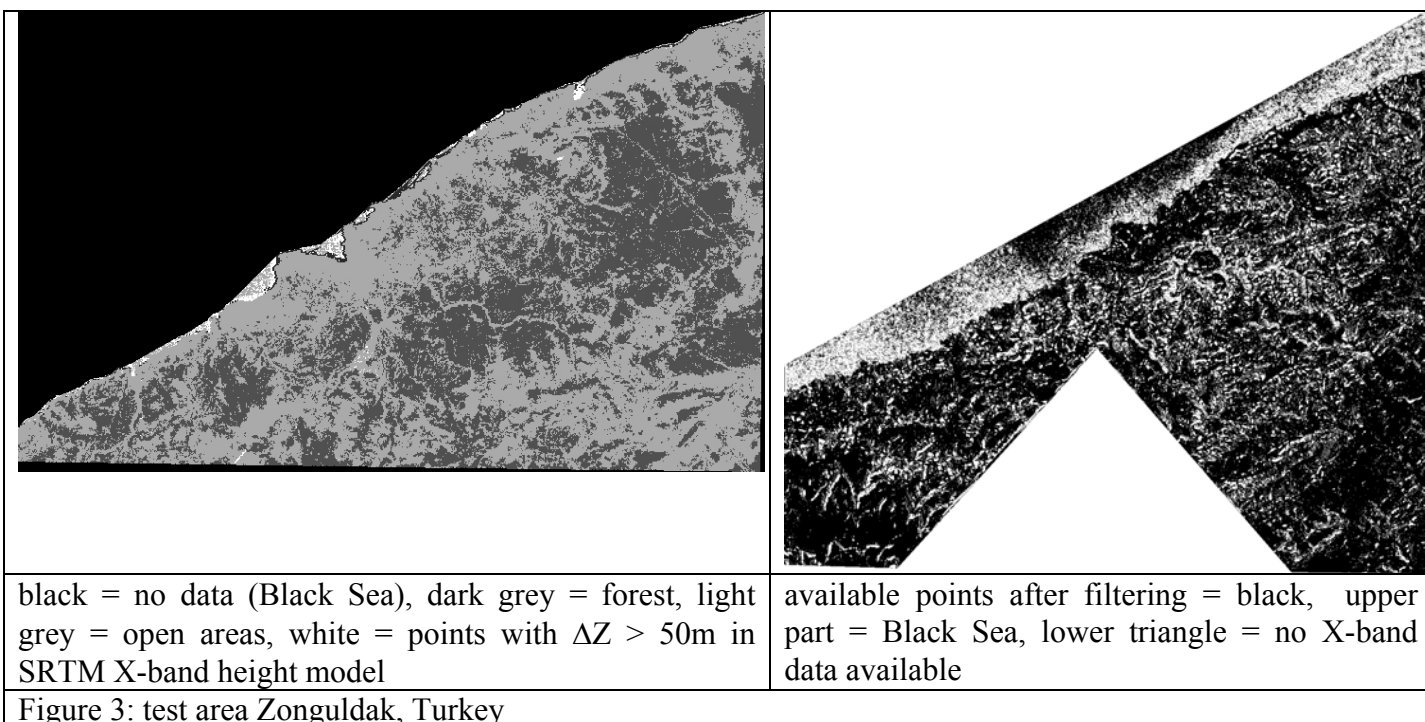 black = no data (Black Sea), dark grey = forest, light
grey = open areas, white = points with ΔZ > 50m in
SRTM X-band height model
available points after filtering = black, upper
part = Black Sea, lower triangle = no X-band
data available
Figure 3: test area Zonguldak, Turkey